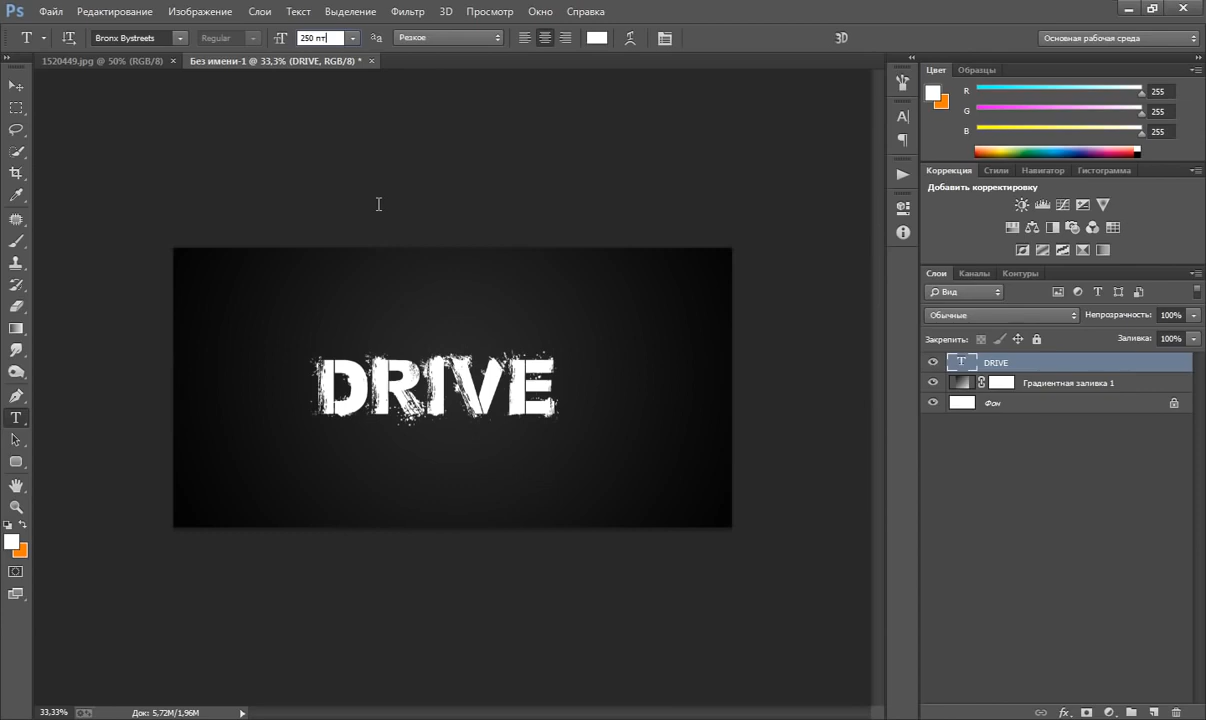 Ps Файл Редактирование Изображение Слои Текст Выделение Фильтр 3D Просмотр Окно Справка
T Bronx Bystreets Regular 250 пт Резкое 3D Основная рабочая среда
1520449.jpg @ 50% (RGB/8) × Без имени-1 @ 33,3% (DRIVE, RGB/8) * ×
Цвет Образцы
R 255
G 255
B 255
Коррекция Стили Навигатор Гистограмма
Добавить корректировку
Слои Каналы Контуры
Вид
Обычные Непрозрачность: 100%
Закрепить: Заливка: 100%
T DRIVE
Градиентная заливка 1
Фон
DRIVE
33,33% Док: 5,72M/1,96M